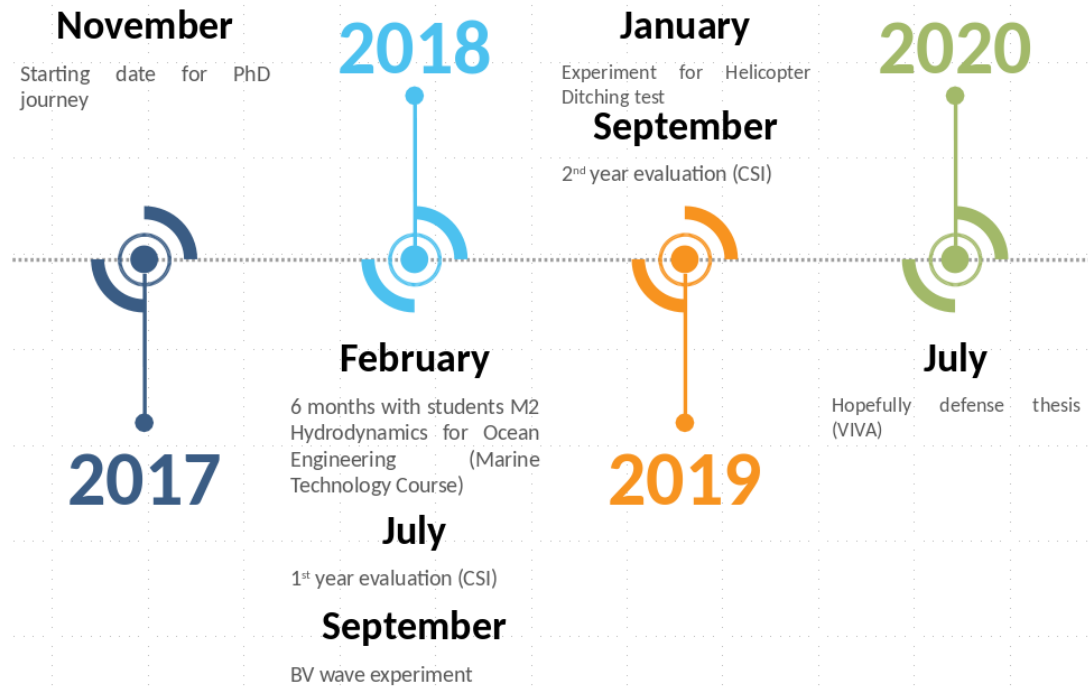 November
Starting date for PhD
journey
2017
2018
February
6 months with students M2
Hydrodynamics for Ocean
Engineering (Marine
Technology Course)
July
1st year evaluation (CSI)
September
BV wave experiment
January
Experiment for Helicopter
Ditching test
September
2nd year evaluation (CSI)
2019
2020
July
Hopefully defense thesis
(VIVA)